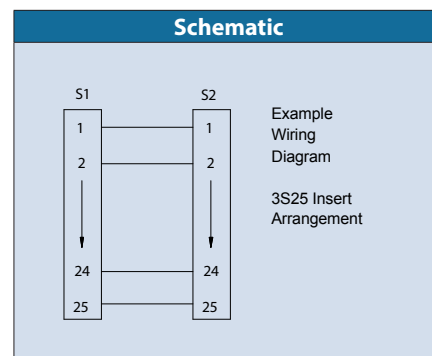 Schematic
S1 S2
1 1
2 2
24 24
25 25
Example
Wiring
Diagram
3S25 Insert
Arrangement